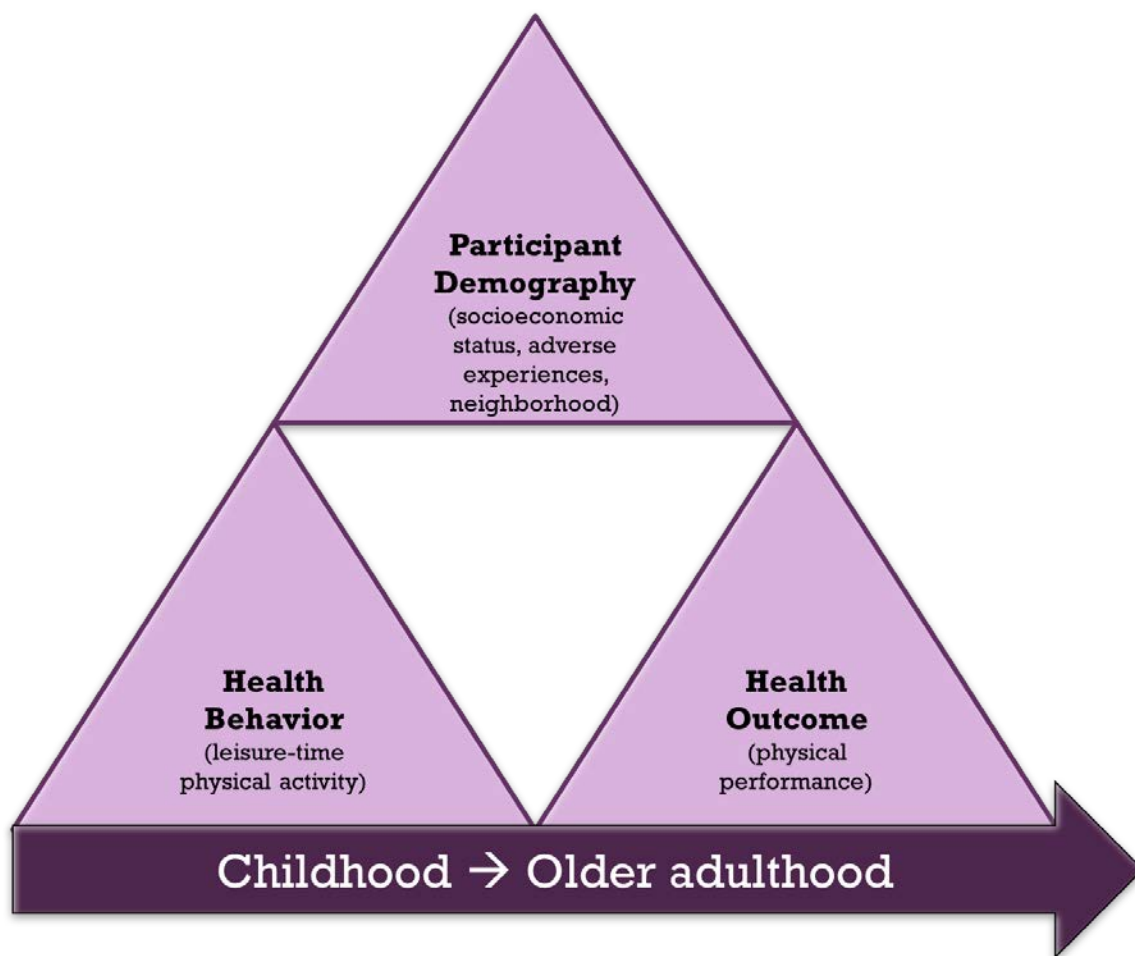 Participant
Demography
(socioeconomic
status, adverse
experiences,
neighborhood)
Health
Behavior
(leisure-time
physical activity)
Health
Outcome
(physical
performance)
Childhood → Older adulthood